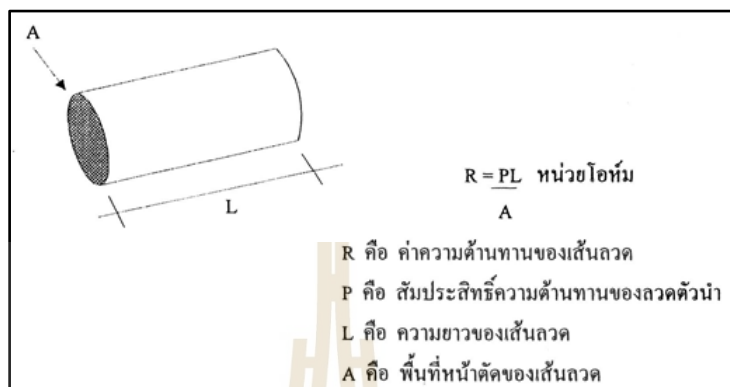 A
L
R = PL หน่วยโอห์ม
A
R คือ ค่าความต้านทานของเส้นลวด
P คือ สัมประสิทธิ์ความต้านทานของลวดตัวนำ
L คือ ความยาวของเส้นลวด
A คือ พื้นที่หน้าตัดของเส้นลวด